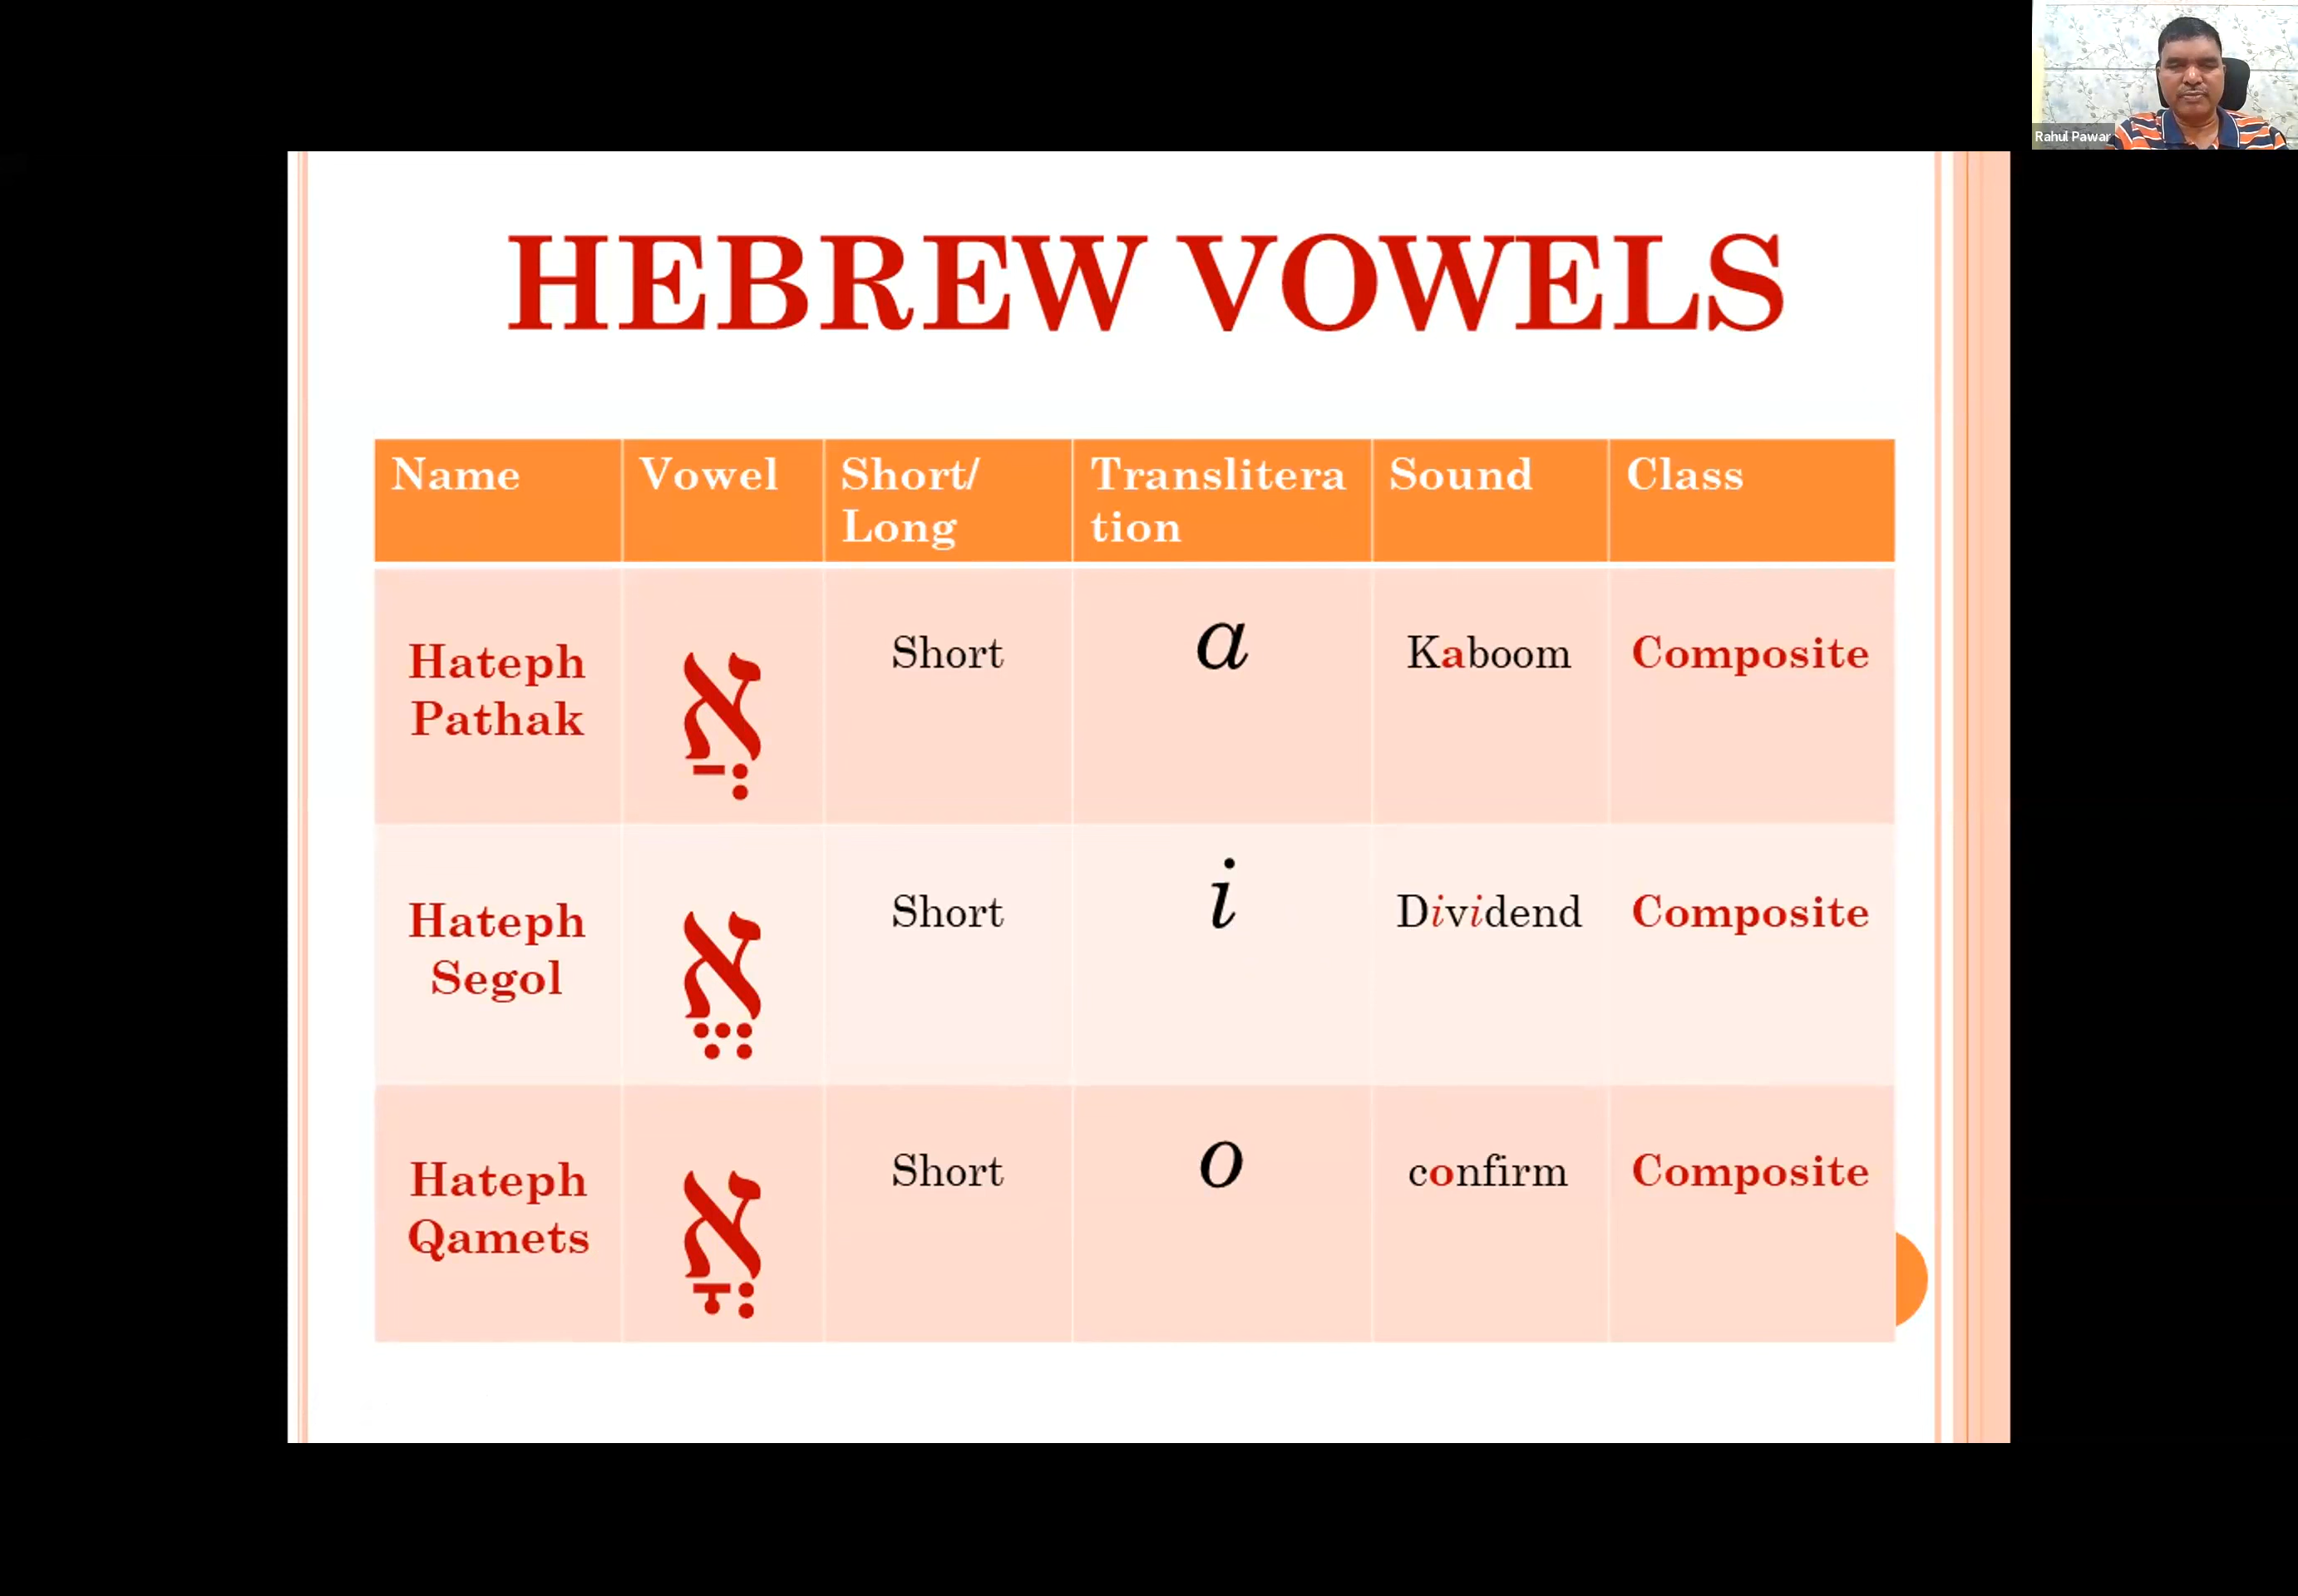 Rahul Pawar
HEBREW VOWELS
Name Vowel Short/ Translitera Sound Class
Long tion
Hateph Pathak אֲ Short a Kaboom Composite
Hateph Segol אֱ Short i Dividend Composite
Hateph Qamets אֳ Short o confirm Composite